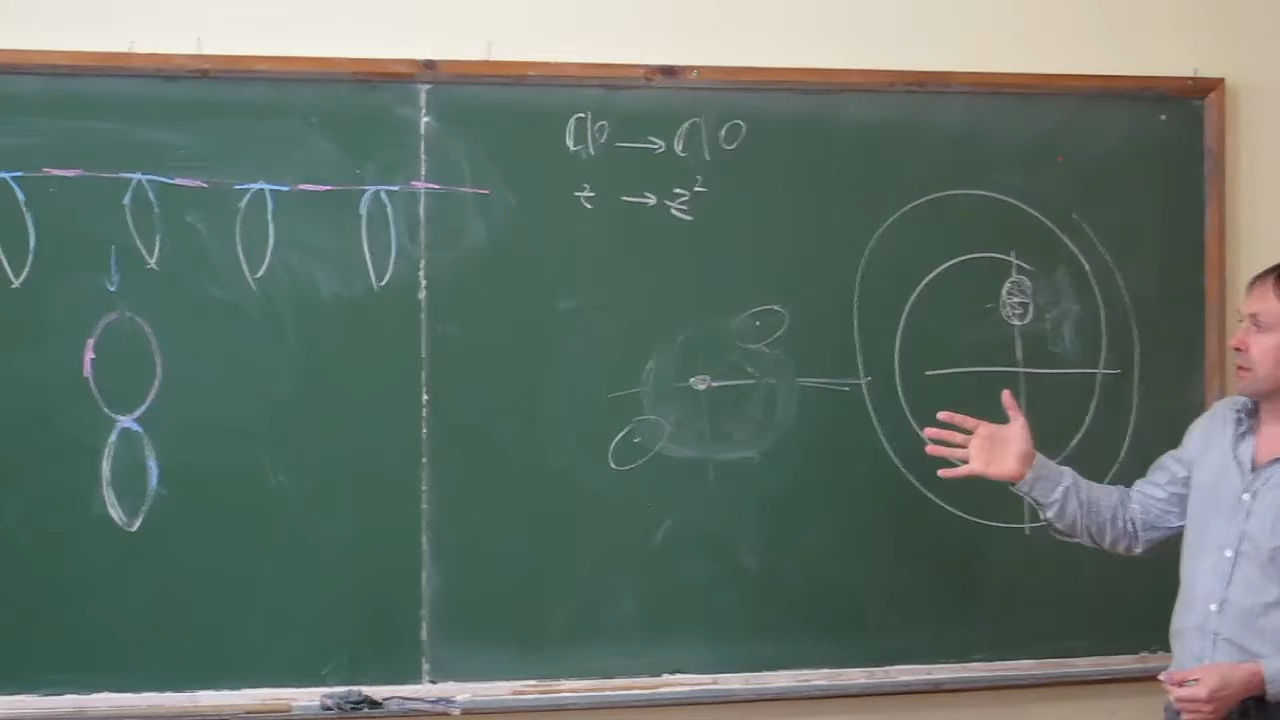 ℂ\0 → ℂ\0
z → z²